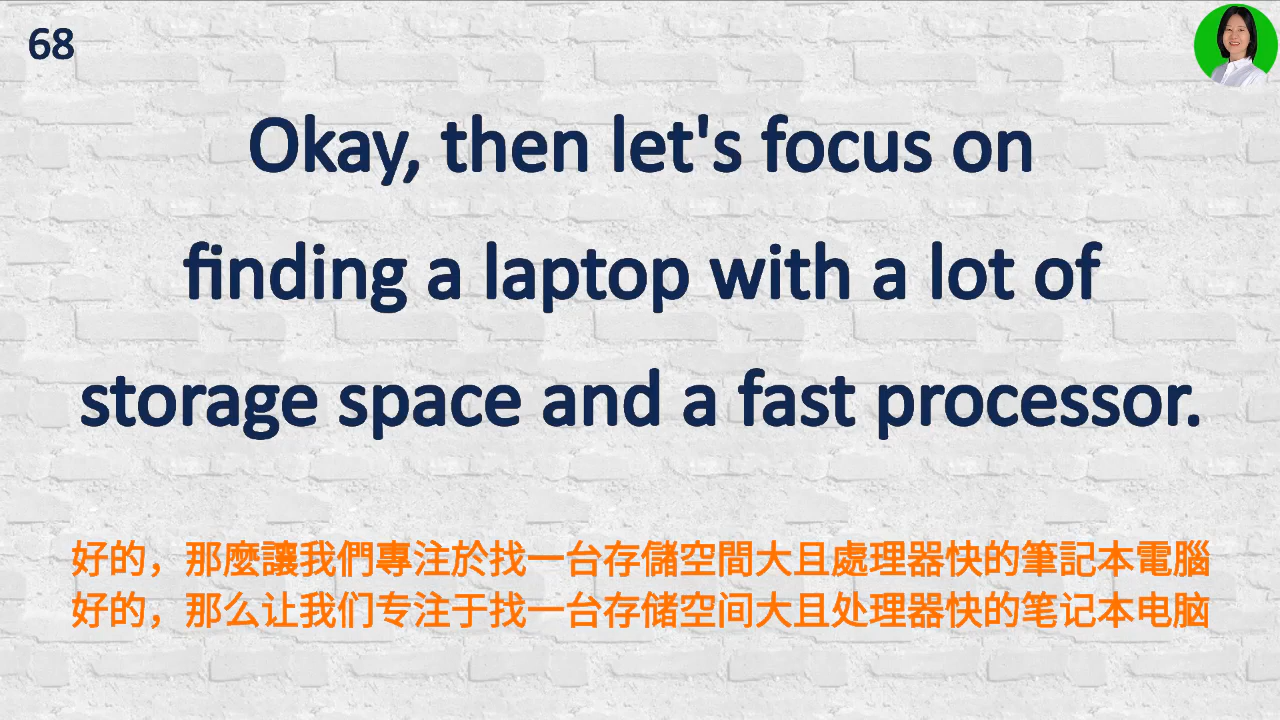 68
Okay, then let's focus on
finding a laptop with a lot of
storage space and a fast processor.
好的，那麼讓我們專注於找一台存儲空間大且處理器快的筆記本電腦
好的，那么让我们专注于找一台存储空间大且处理器快的笔记本电脑